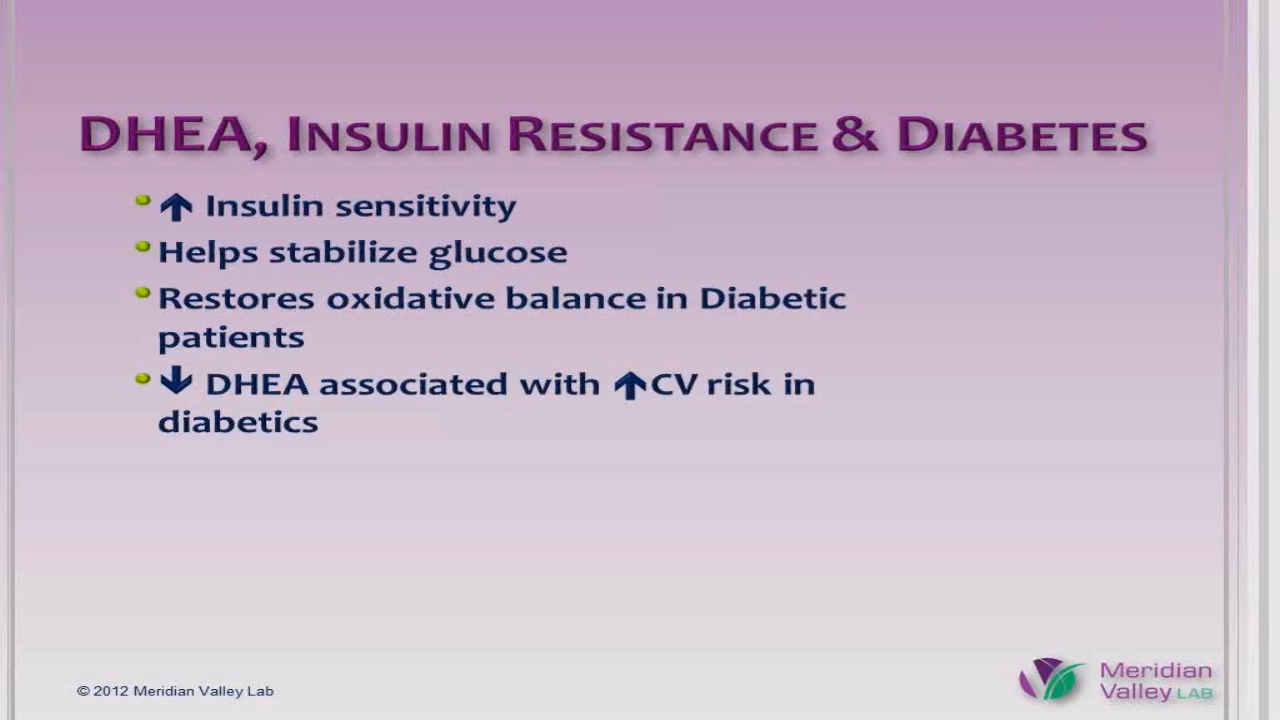 DHEA, INSULIN RESISTANCE & DIABETES
↑ Insulin sensitivity
Helps stabilize glucose
Restores oxidative balance in Diabetic
patients
↓ DHEA associated with ↑CV risk in
diabetics
© 2012 Meridian Valley Lab
Meridian
Valley LAB